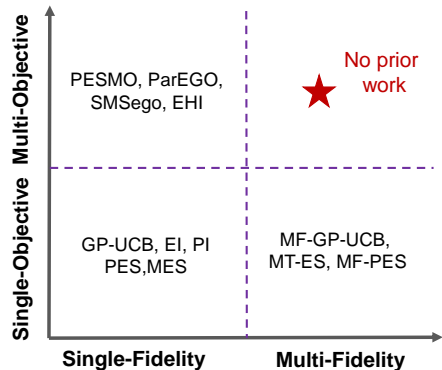 Multi-Objective
PESMO, ParEGO,
SMSego, EHI
No prior
work
Single-Objective
GP-UCB, EI, PI
PES,MES
MF-GP-UCB,
MT-ES, MF-PES
Single-Fidelity
Multi-Fidelity